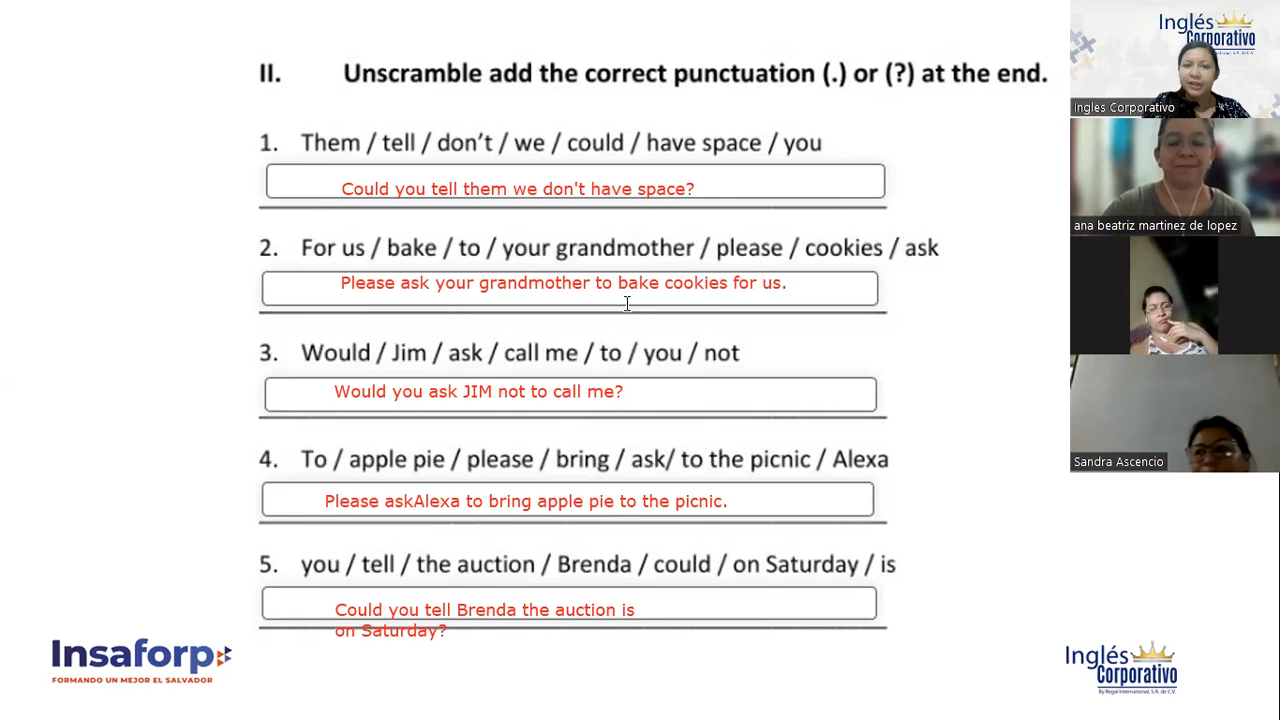 II. Unscramble add the correct punctuation (.) or (?) at the end.
1. Them / tell / don’t / we / could / have space / you
Could you tell them we don't have space?
2. For us / bake / to / your grandmother / please / cookies / ask
Please ask your grandmother to bake cookies for us.
3. Would / Jim / ask / call me / to / you / not
Would you ask JIM not to call me?
4. To / apple pie / please / bring / ask/ to the picnic / Alexa
Please askAlexa to bring apple pie to the picnic.
5. you / tell / the auction / Brenda / could / on Saturday / is
Could you tell Brenda the auction is
on Saturday?
Insaforp
FORMANDO UN MEJOR EL SALVADOR
Inglés
Corporativo
By Regal International, S.A. de C.V.
Inglés
Corporativo
Ingles Corporativo
ana beatriz martinez de lopez
Sandra Ascencio